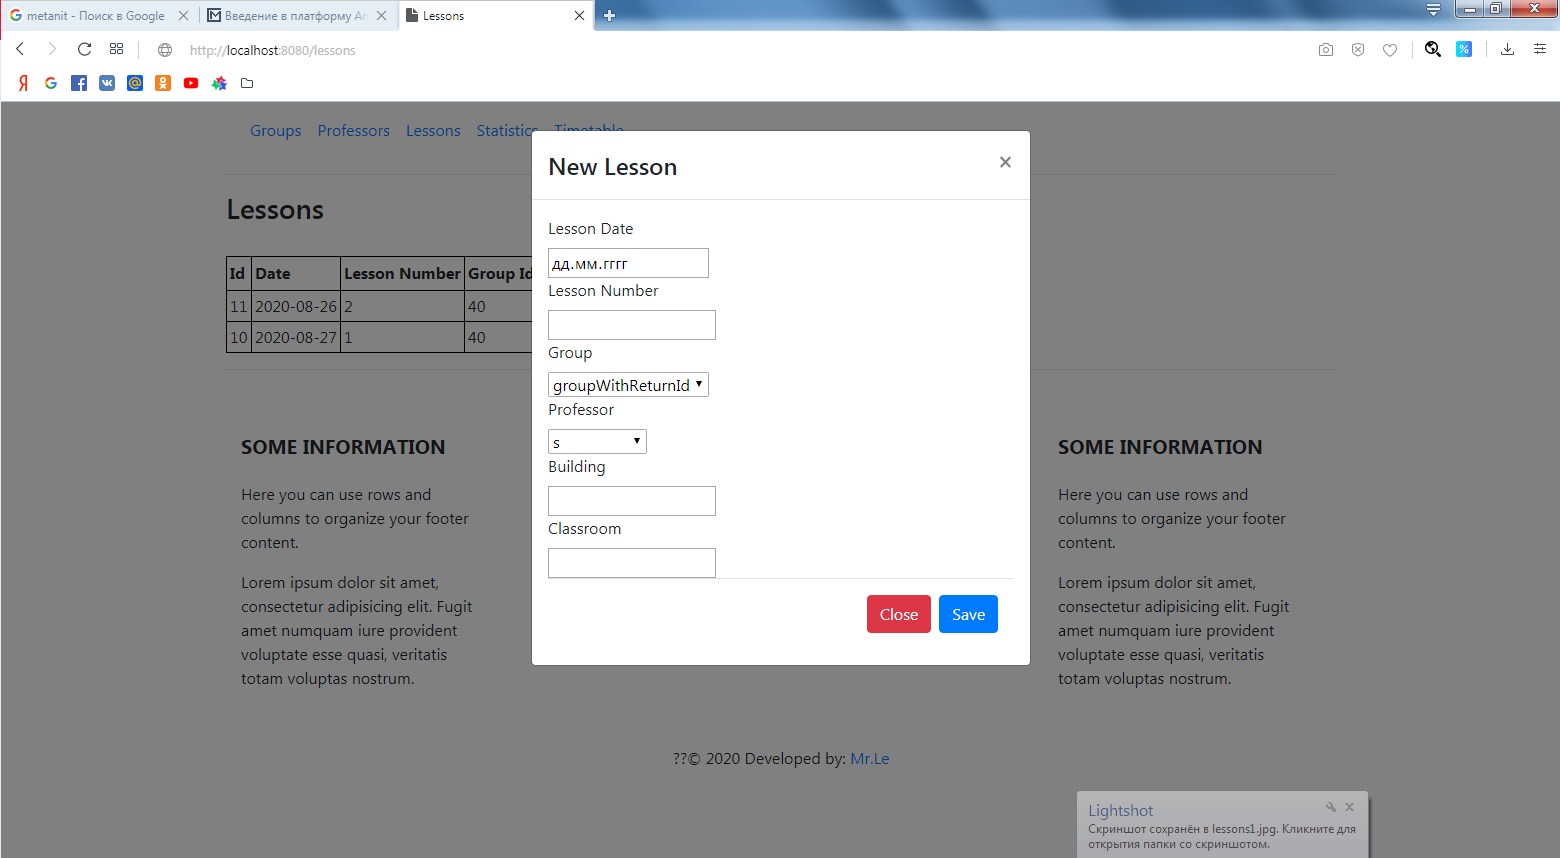 metanit - Поиск в Google
Введение в платформу An
Lessons
http://localhost:8080/lessons
Groups Professors Lessons Statistics Timetable
Lessons
Id Date Lesson Number Group Id
11 2020-08-26 2 40
10 2020-08-27 1 40
New Lesson
×
Lesson Date
дд.мм.гггг
Lesson Number
Group
groupWithReturnId
Professor
s
Building
Classroom
Close Save
SOME INFORMATION
Here you can use rows and
columns to organize your footer
content.
Lorem ipsum dolor sit amet,
consectetur adipisicing elit. Fugit
amet numquam iure provident
voluptate esse quasi, veritatis
totam voluptas nostrum.
SOME INFORMATION
Here you can use rows and
columns to organize your footer
content.
Lorem ipsum dolor sit amet,
consectetur adipisicing elit. Fugit
amet numquam iure provident
voluptate esse quasi, veritatis
totam voluptas nostrum.
??© 2020 Developed by: Mr.Le
Lightshot
Скриншот сохранён в lessons1.jpg. Кликните для
открытия папки со скриншотом.